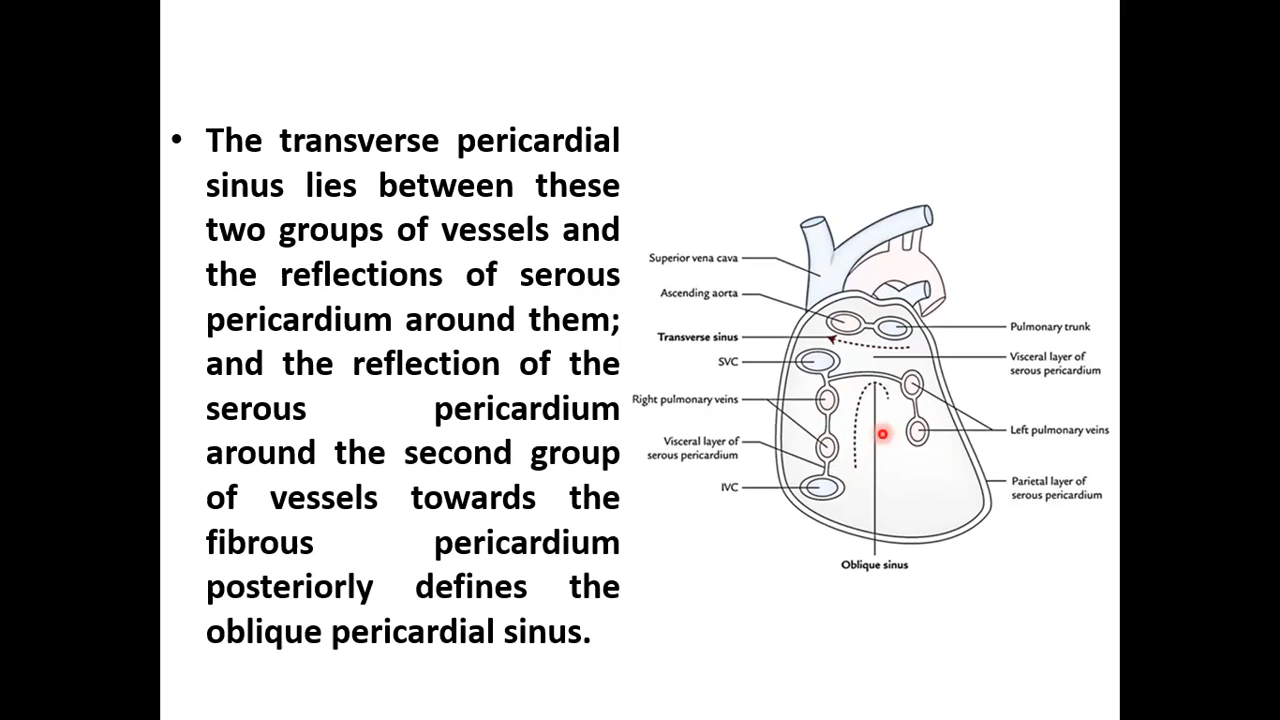 • The transverse pericardial
sinus lies between these
two groups of vessels and
the reflections of serous
pericardium around them;
and the reflection of the
serous pericardium
around the second group
of vessels towards the
fibrous pericardium
posteriorly defines the
oblique pericardial sinus.
Superior vena cava
Ascending aorta
Transverse sinus
SVC
Right pulmonary veins
Visceral layer of
serous pericardium
IVC
Pulmonary trunk
Visceral layer of
serous pericardium
Left pulmonary veins
Parietal layer of
serous pericardium
Oblique sinus